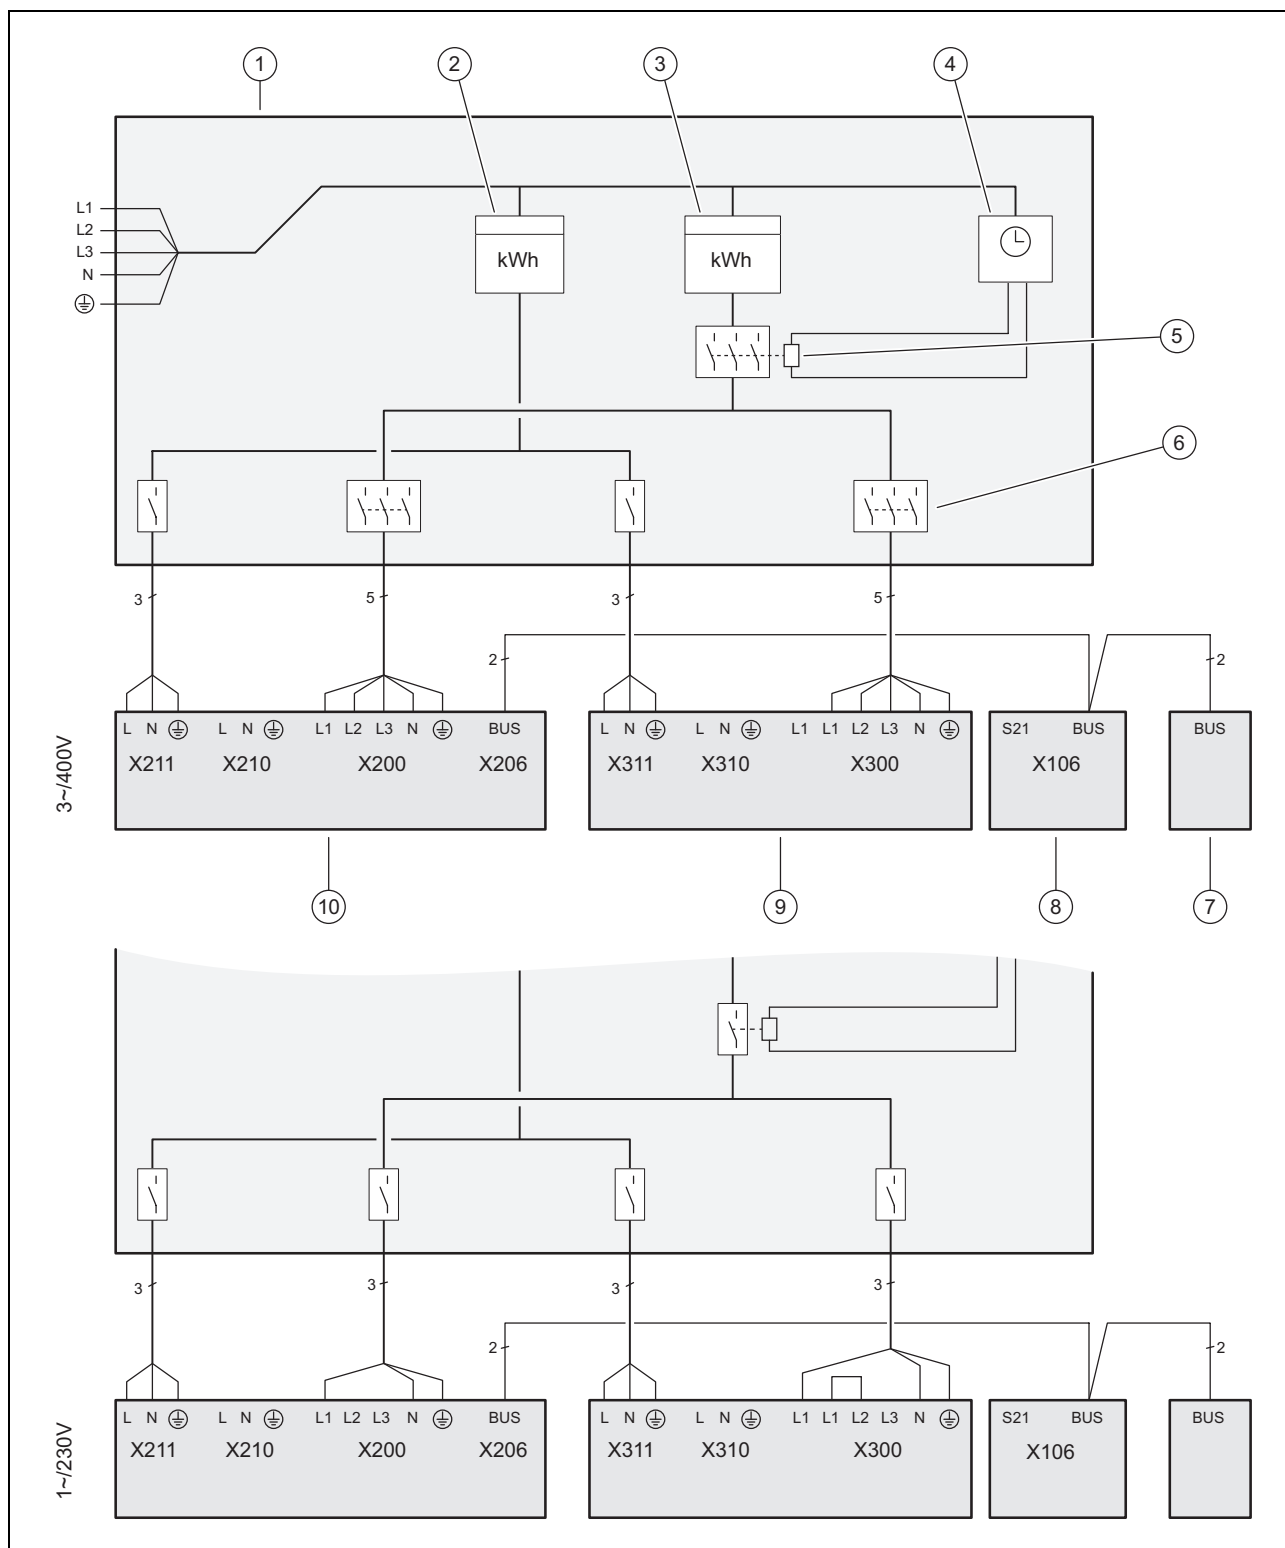 1 2 3 4
L1
L2
L3
N
kWh kWh
5
6
3 5 3 5
2 2
L N L N L1 L2 L3 N BUS L N L N L1 L1 L2 L3 N S21 BUS BUS
X211 X210 X200 X206 X311 X310 X300 X106
3~/400V
10 9 8 7
3 3 3 3
2 2
L N L N L1 L2 L3 N BUS L N L N L1 L1 L2 L3 N S21 BUS BUS
X211 X210 X200 X206 X311 X310 X300 X106
1~/230V